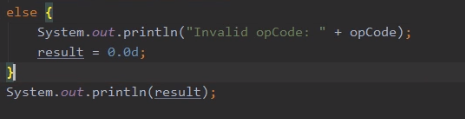 else {
    System.out.println("Invalid opCode: " + opCode);
    result = 0.0d;
}
System.out.println(result);